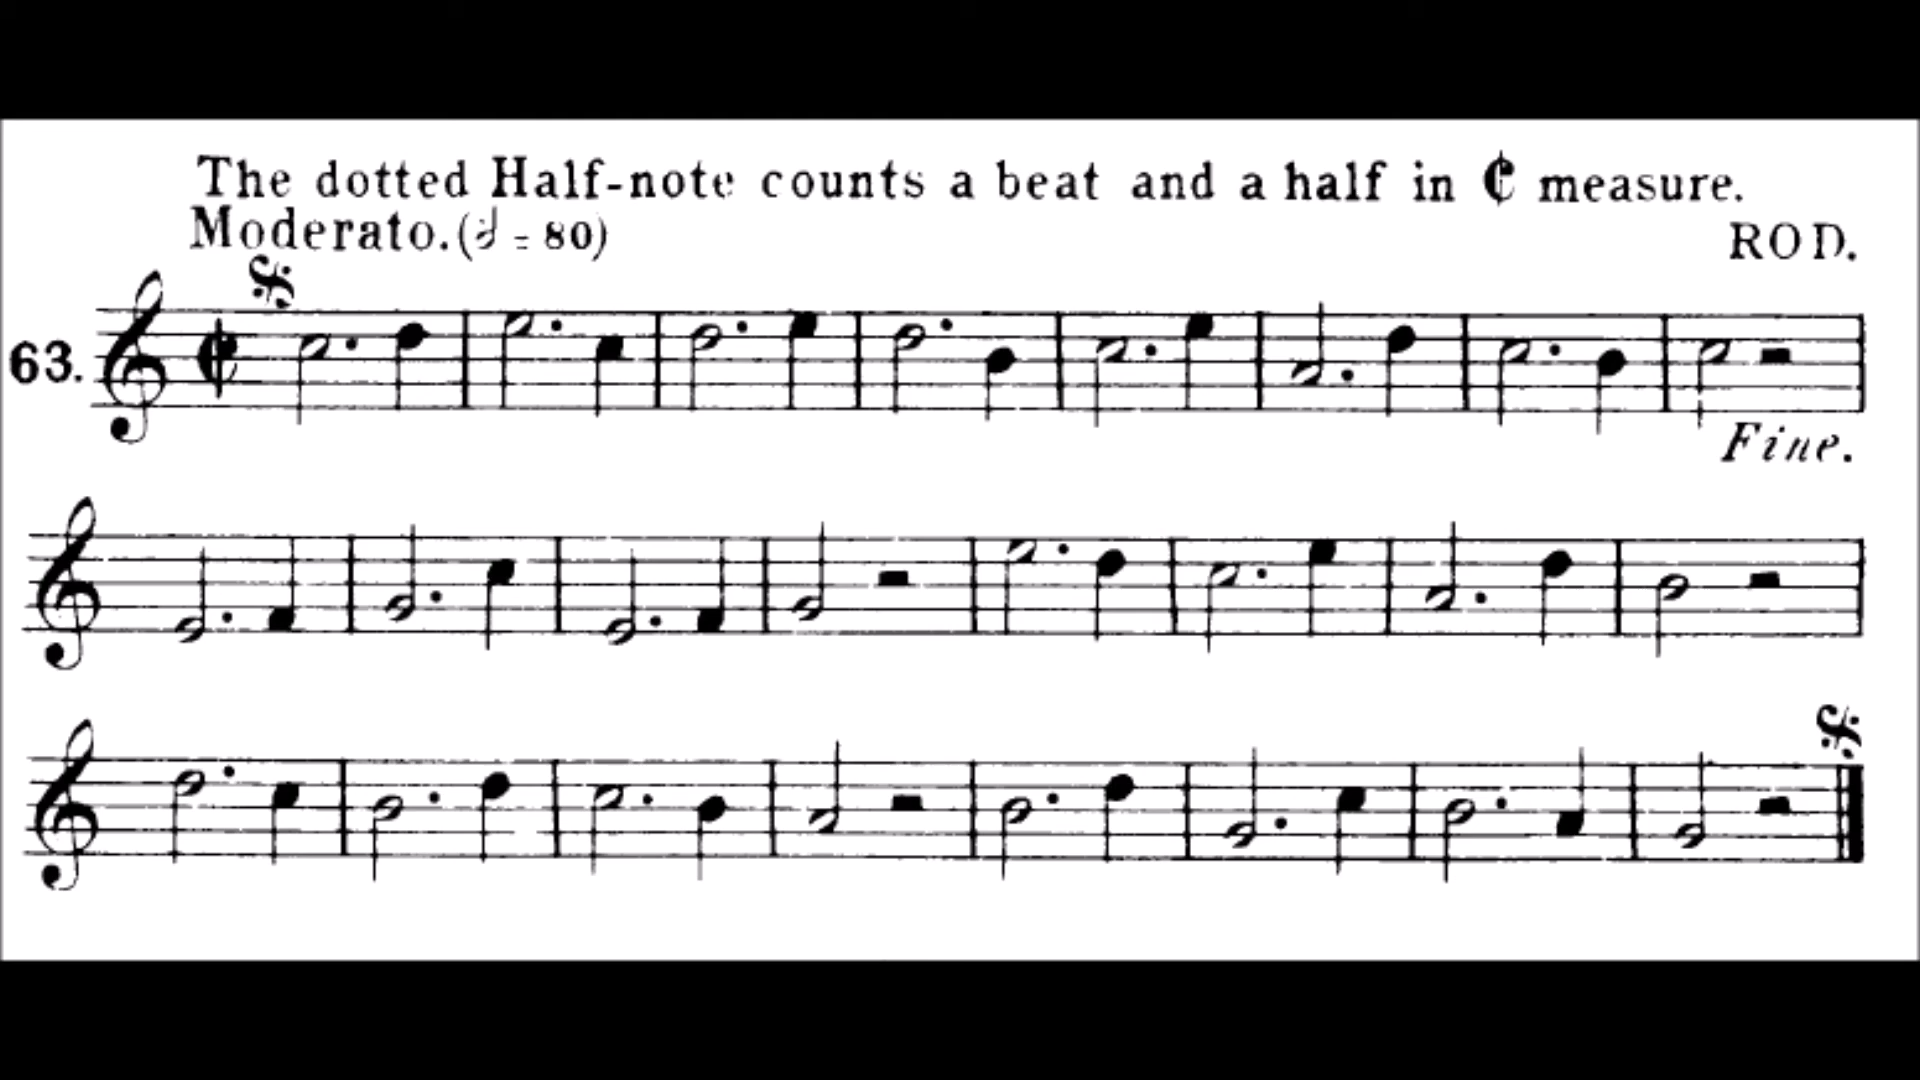 The dotted Half-note counts a beat and a half in 𝄵 measure.
Moderato. (𝅗𝅥 = 80)
ROD.
63.
Fine.